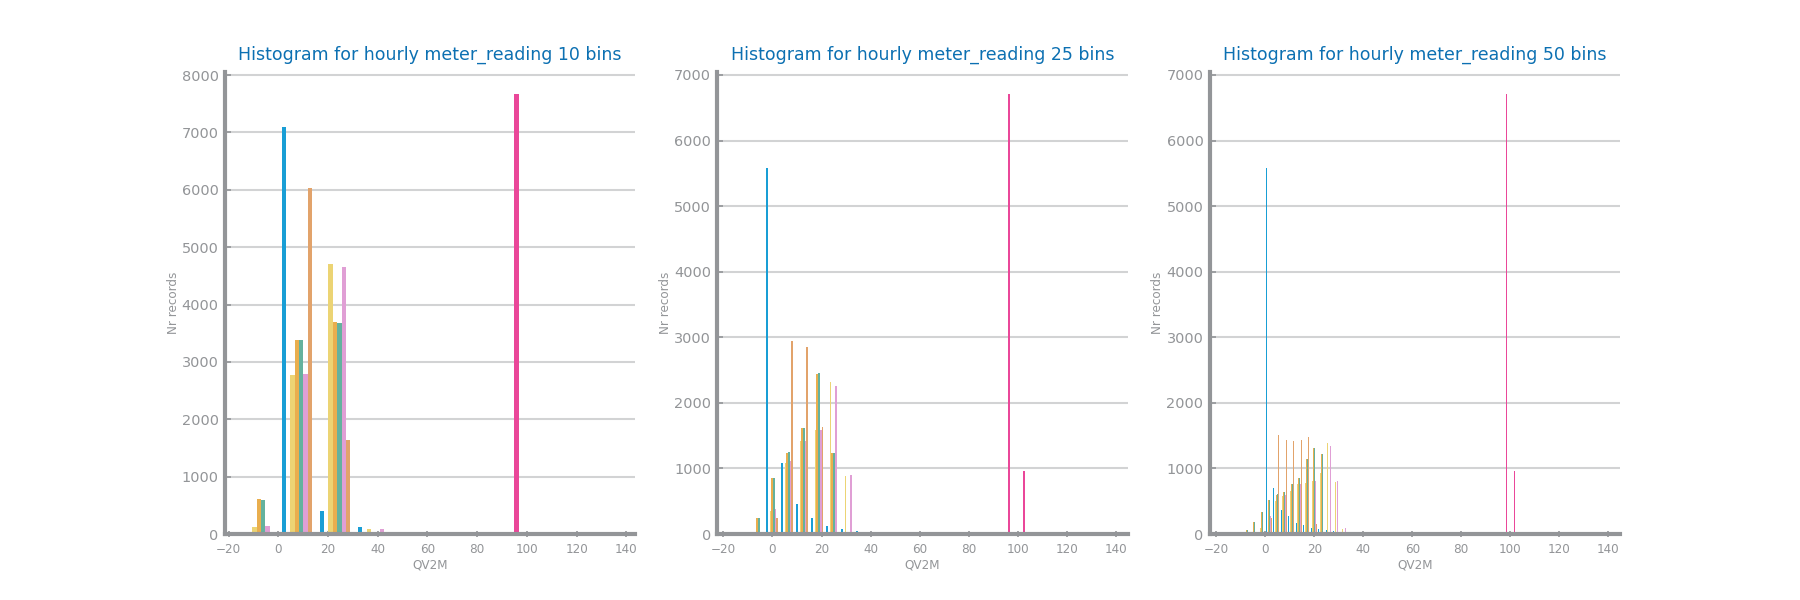 Histogram for hourly meter_reading 10 bins
Histogram for hourly meter_reading 25 bins
Histogram for hourly meter_reading 50 bins
8000
7000
6000
5000
4000
3000
2000
1000
0
Nr records
−20 0 20 40 60 80 100 120 140
QV2M
7000
6000
5000
4000
3000
2000
1000
0
Nr records
−20 0 20 40 60 80 100 120 140
QV2M
7000
6000
5000
4000
3000
2000
1000
0
Nr records
−20 0 20 40 60 80 100 120 140
QV2M